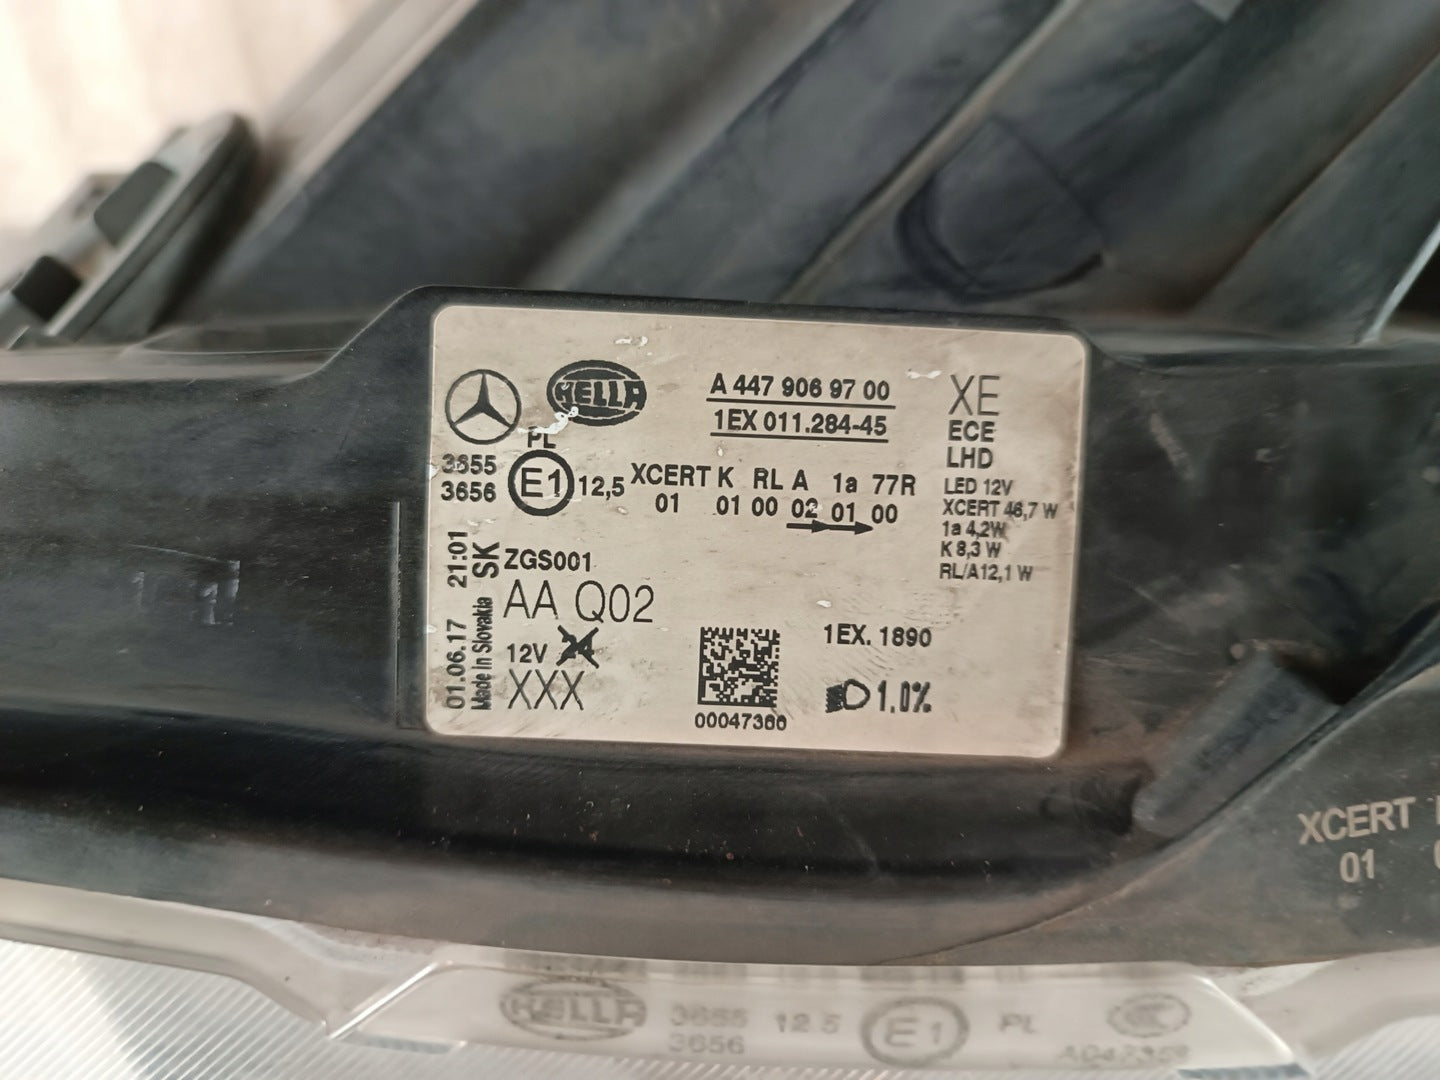 HELLA
A 447 906 97 00
1EX 011.284-45
XE
ECE
LHD
LED 12V
XCERT 46,7 W
1a 4,2W
K 8,3 W
RL/A12,1 W
PL
3655
3656
E1
12,5
XCERT K RL A 1a 77R
01 01 00 02 01 00
01.06.17 21:01
Made in Slovakia SK
ZGS001
AA Q02
12V 24
XXX
00047300
1EX. 1890
1.0%
XCERT
01
HELLA
3655
3656
12.5
E1
PL